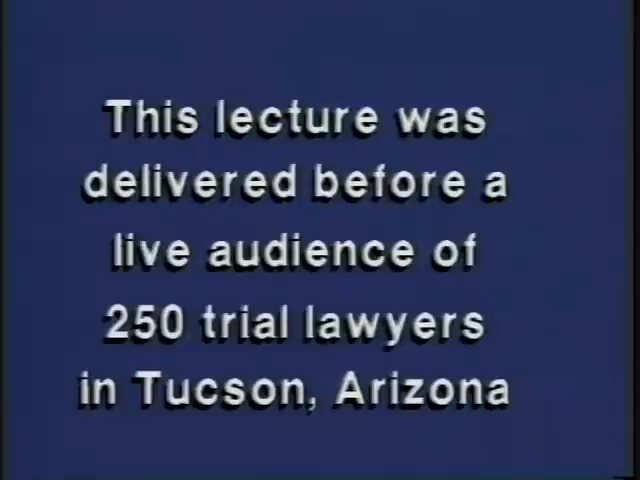 This lecture was
delivered before a
live audience of
250 trial lawyers
in Tucson, Arizona